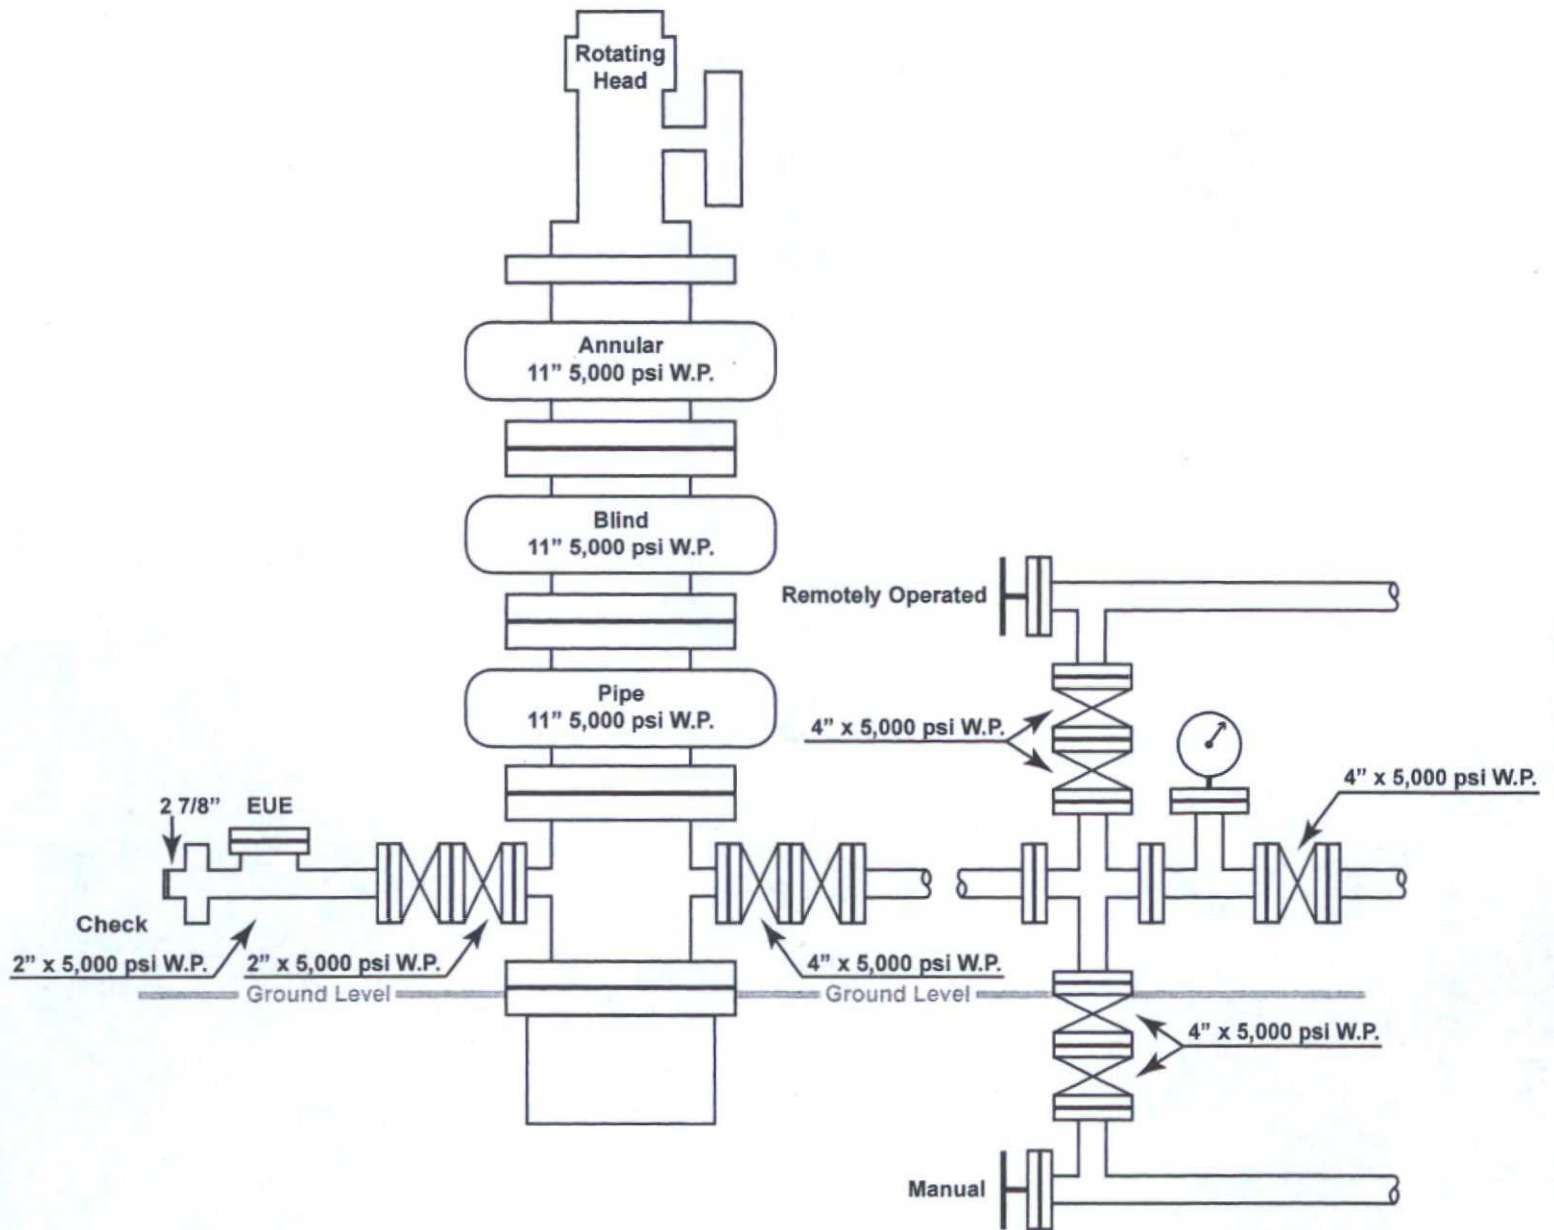 Rotating
Head
Annular
11” 5,000 psi W.P.
Blind
11” 5,000 psi W.P.
Remotely Operated
Pipe
11” 5,000 psi W.P.
4” x 5,000 psi W.P.
4” x 5,000 psi W.P.
2 7/8” EUE
Check
2” x 5,000 psi W.P.
2” x 5,000 psi W.P.
4” x 5,000 psi W.P.
Ground Level
Ground Level
4” x 5,000 psi W.P.
Manual